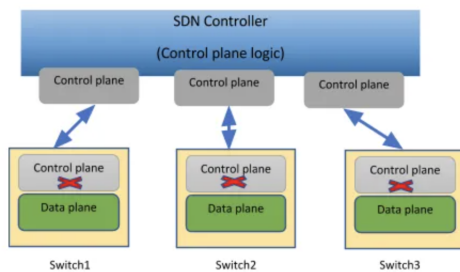 SDN Controller
(Control plane logic)
Control plane
Control plane
Control plane
Control plane
Control plane
Control plane
Data plane
Data plane
Data plane
Switch1
Switch2
Switch3